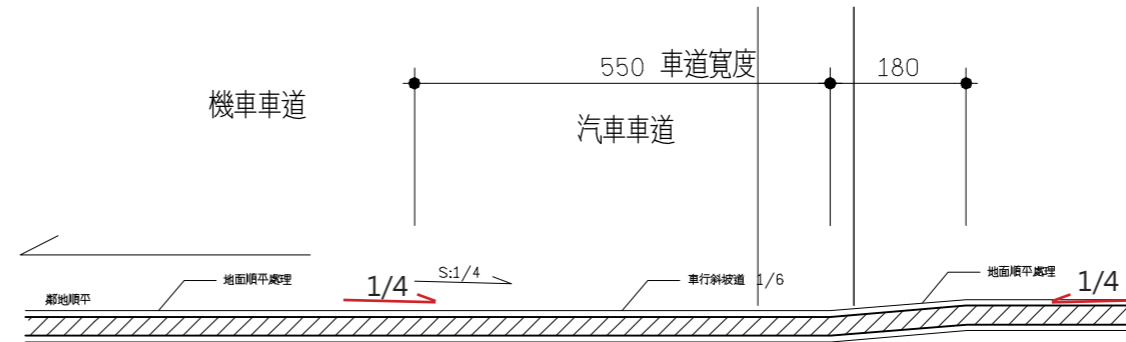 550 車道寬度 180
機車車道
汽車車道
鄰地順平
地面順平處理
1/4
S:1/4
車行斜坡道 1/6
地面順平處理
1/4